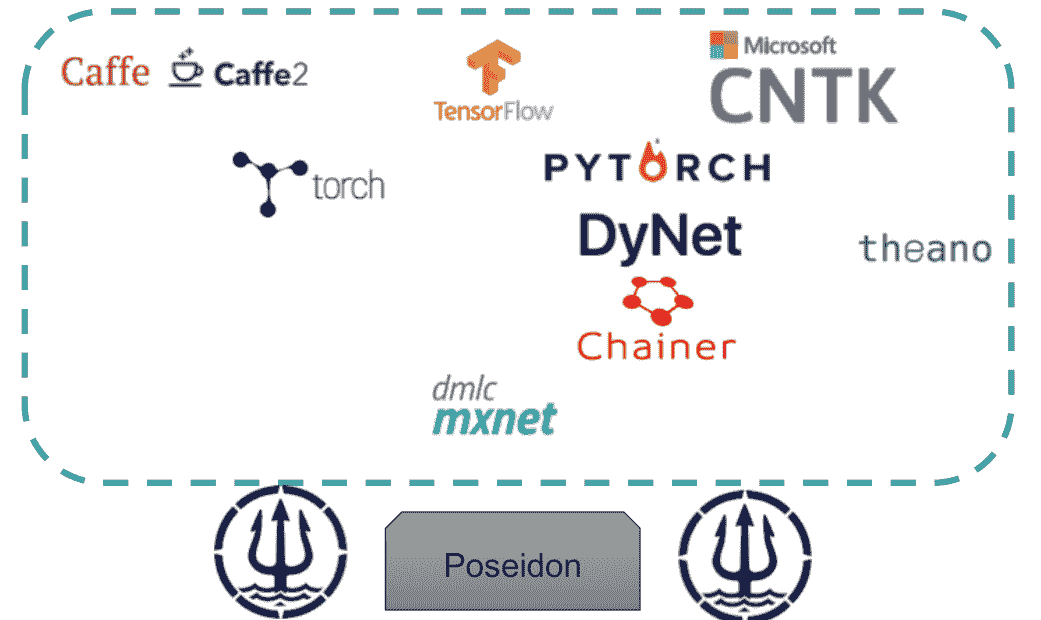 Caffe
Caffe2
TensorFlow
Microsoft
CNTK
torch
PYTORCH
DyNet
theano
Chainer
dmlc
mxnet
Poseidon